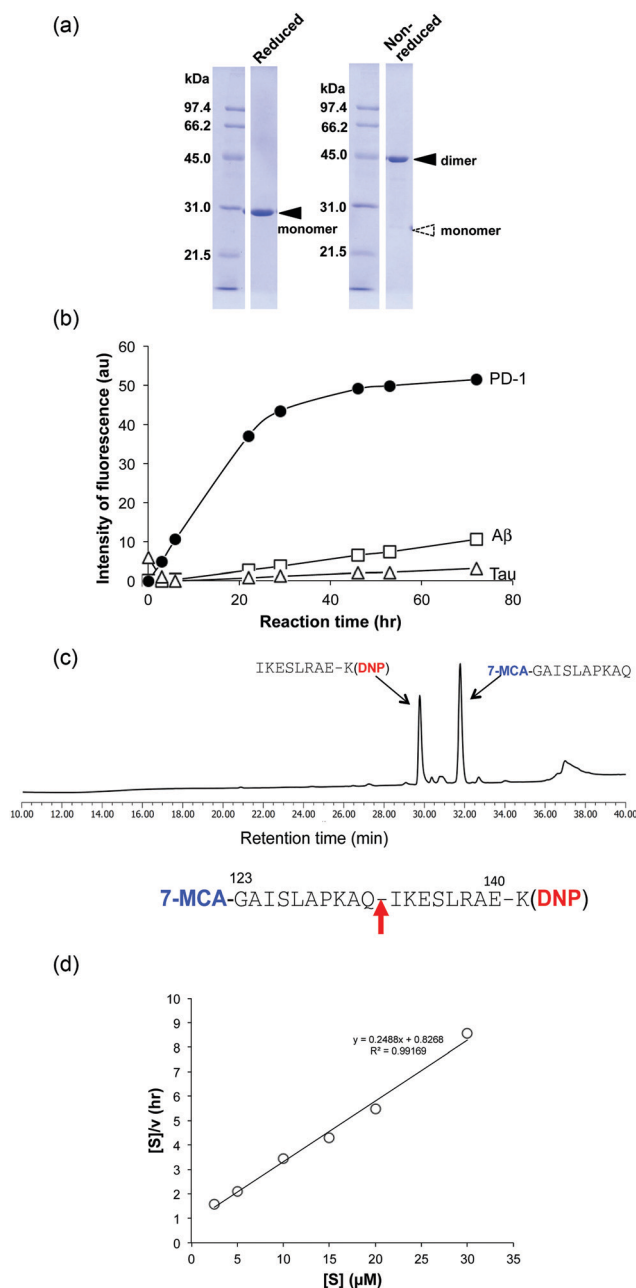 (a)
Reduced
Non-
reduced
kDa
97.4
66.2
45.0
31.0
21.5
monomer
kDa
97.4
66.2
45.0
31.0
21.5
dimer
monomer
(b)
Intensity of fluorescence (au)
60
50
40
30
20
10
0
PD-1
Aβ
Tau
0 20 40 60 80
Reaction time (hr)
(c)
IKESLRAE-K(DNP)
7-MCA-GAISLAPKAQ
10.00 12.00 14.00 16.00 18.00 20.00 22.00 24.00 26.00 28.00 30.00 32.00 34.00 36.00 38.00 40.00
Retention time (min)
123 140
7-MCA-GAISLAPKAQ-IKESLRAE-K(DNP)
(d)
[S]/v (hr)
10
9
8
7
6
5
4
3
2
1
0
y = 0.2488x + 0.8268
R² = 0.99169
0 5 10 15 20 25 30 35
[S] (µM)